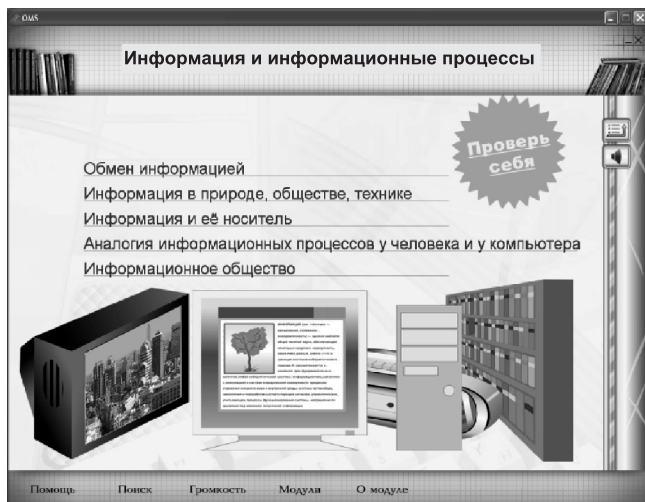 OMS
Информация и информационные процессы
Проверь
себя
Обмен информацией
Информация в природе, обществе, технике
Информация и её носитель
Аналогия информационных процессов у человека и у компьютера
Информационное общество
Помощь Поиск Громкость Модули О модуле